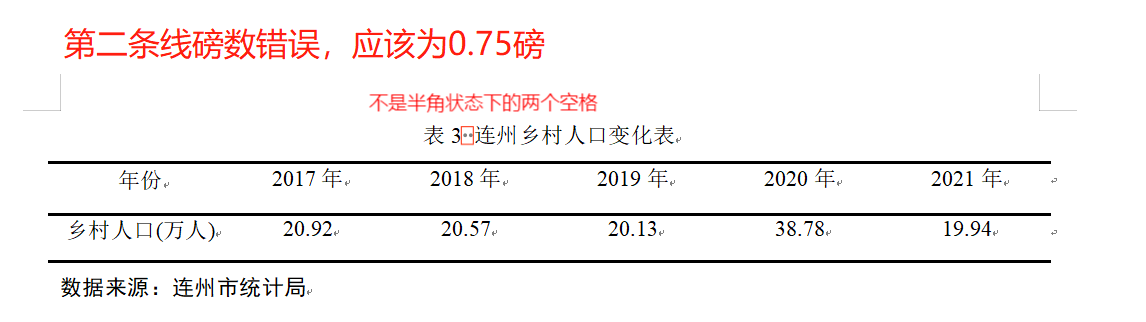 第二条线磅数错误，应该为0.75磅
不是半角状态下的两个空格
表 3  连州乡村人口变化表
年份 2017 年 2018 年 2019 年 2020 年 2021 年
乡村人口(万人) 20.92 20.57 20.13 38.78 19.94
数据来源：连州市统计局